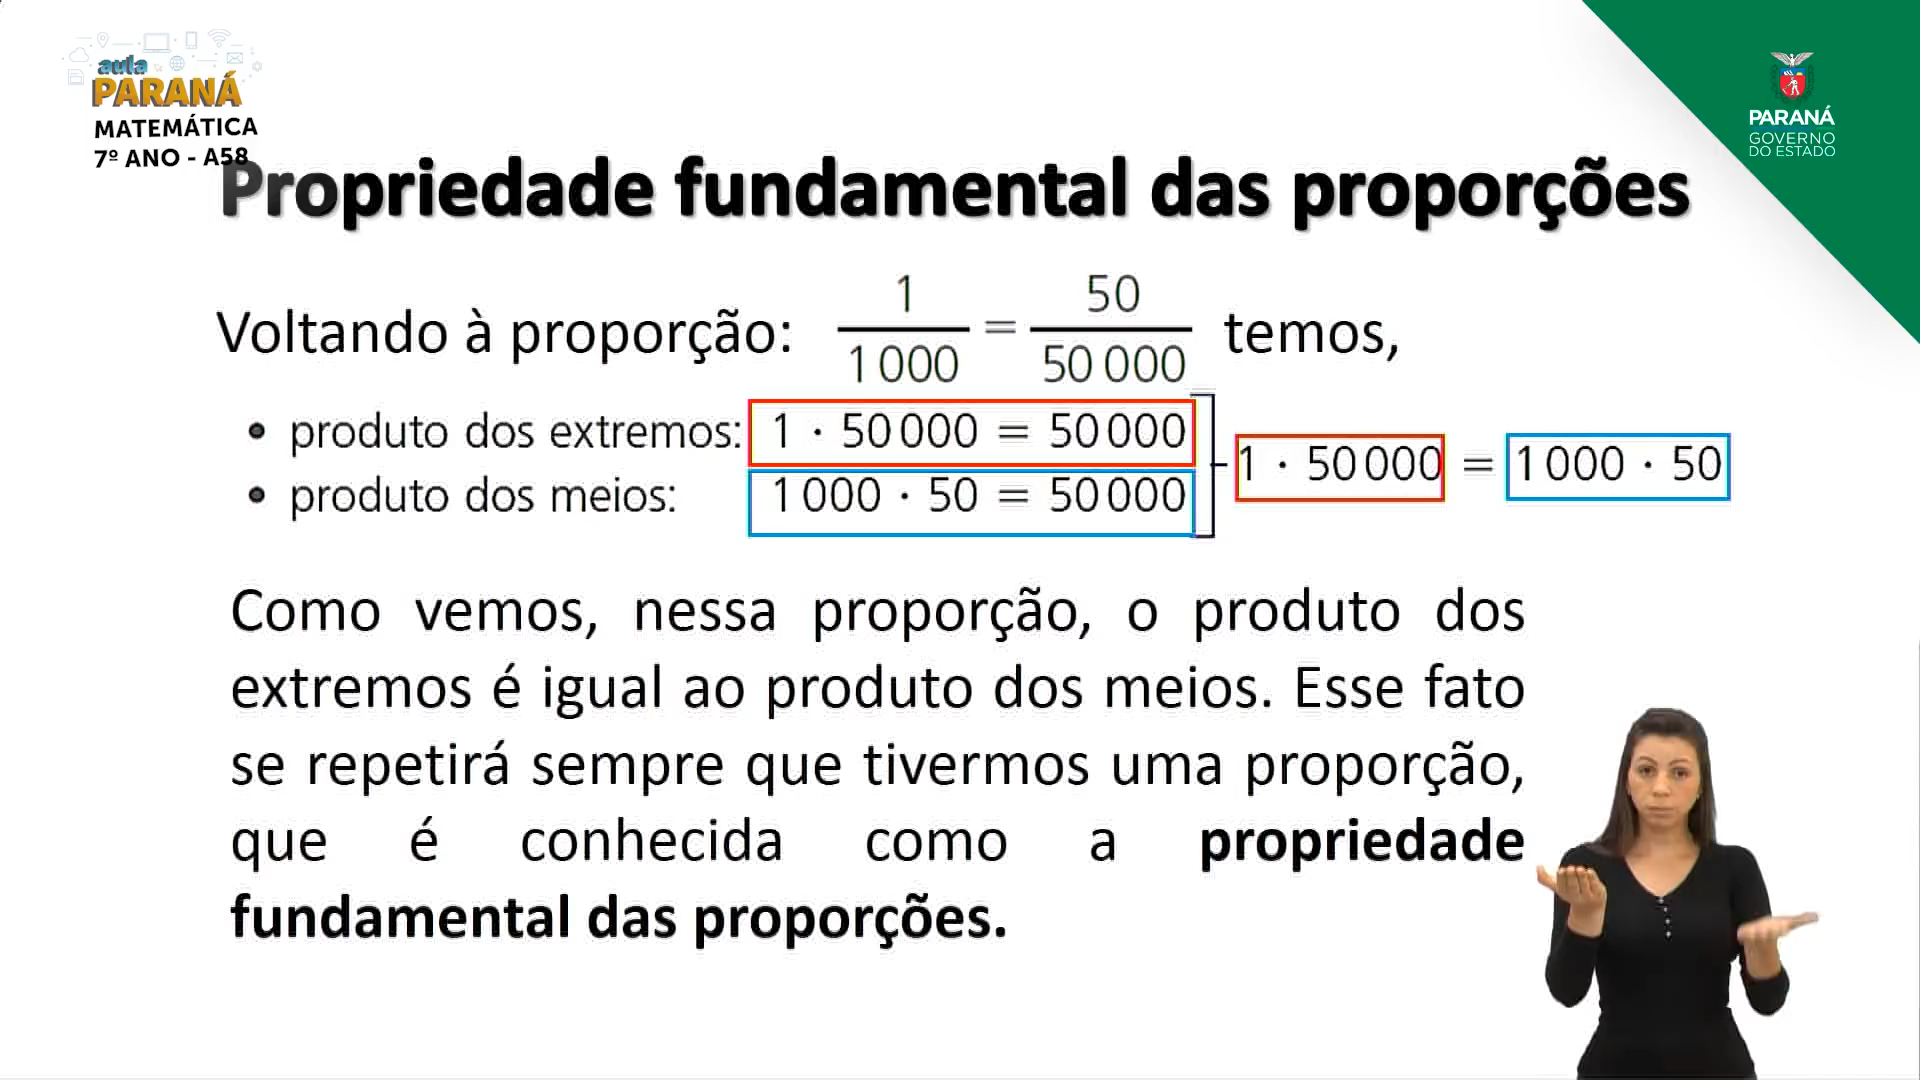 aula
PARANÁ
MATEMÁTICA
7º ANO - A58
PARANÁ
GOVERNO
DO ESTADO
Propriedade fundamental das proporções
Voltando à proporção: 1/1 000 = 50/50 000 temos,
• produto dos extremos: 1 · 50 000 = 50 000
• produto dos meios: 1 000 · 50 = 50 000
1 · 50 000 = 1 000 · 50
Como vemos, nessa proporção, o produto dos
extremos é igual ao produto dos meios. Esse fato
se repetirá sempre que tivermos uma proporção,
que é conhecida como a propriedade
fundamental das proporções.